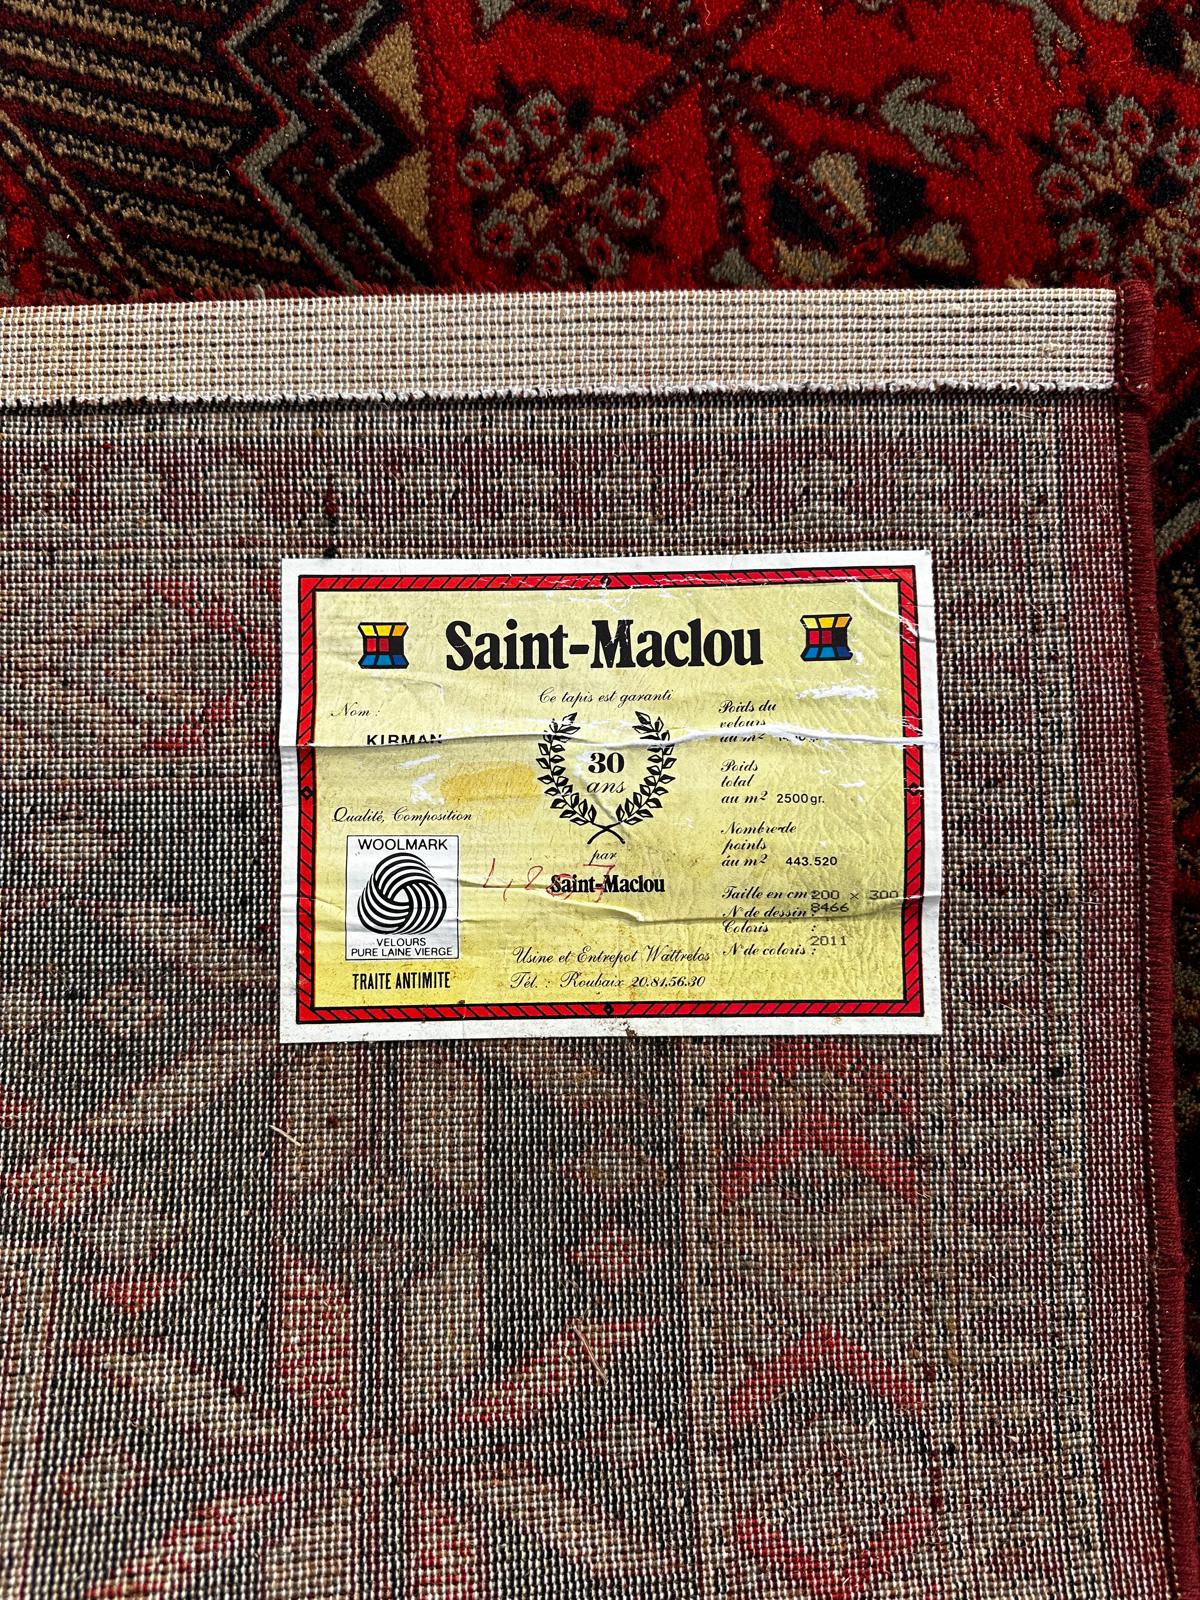 Saint-Maclou
Ce tapis est garanti
30
ans
par
Saint-Maclou
Nom :
KIRMAN
Qualité, Composition
WOOLMARK
VELOURS
PURE LAINE VIERGE
TRAITE ANTIMITE
Usine et Entrepot Wattrelos
Tél. : Roubaix 20.81.56.30
Poids du
velours
au m2
Poids
total
au m2 2500gr.
Nombre de
points
au m2 443.520
Taille en cm : 200 x 300
N° de dessin : 8466
Coloris :
N° de coloris : 2011